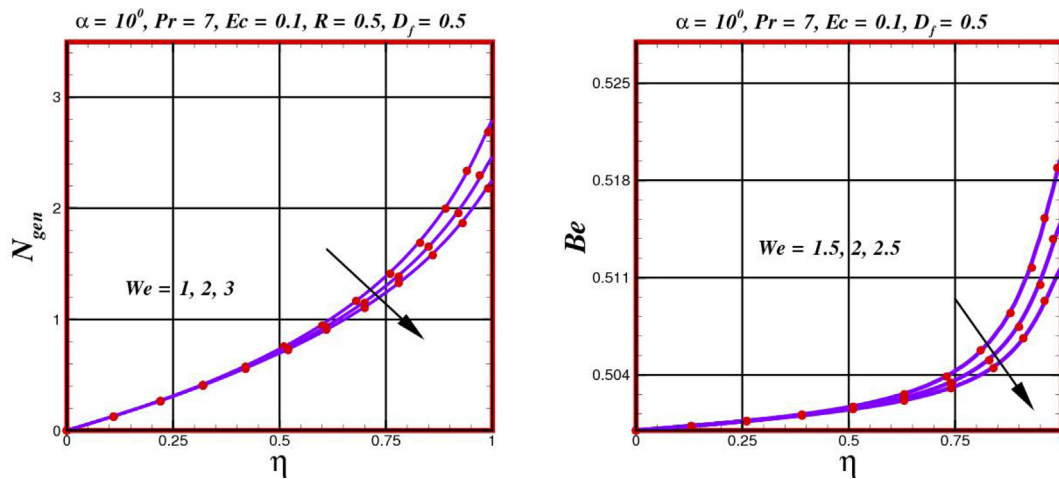 α = 10⁰, Pr = 7, Ec = 0.1, R = 0.5, D_f = 0.5
N_gen
3
2
1
0
We = 1, 2, 3
0 0.25 0.5 0.75 1
η
α = 10⁰, Pr = 7, Ec = 0.1, D_f = 0.5
Be
0.525
0.518
0.511
0.504
We = 1.5, 2, 2.5
0 0.25 0.5 0.75
η